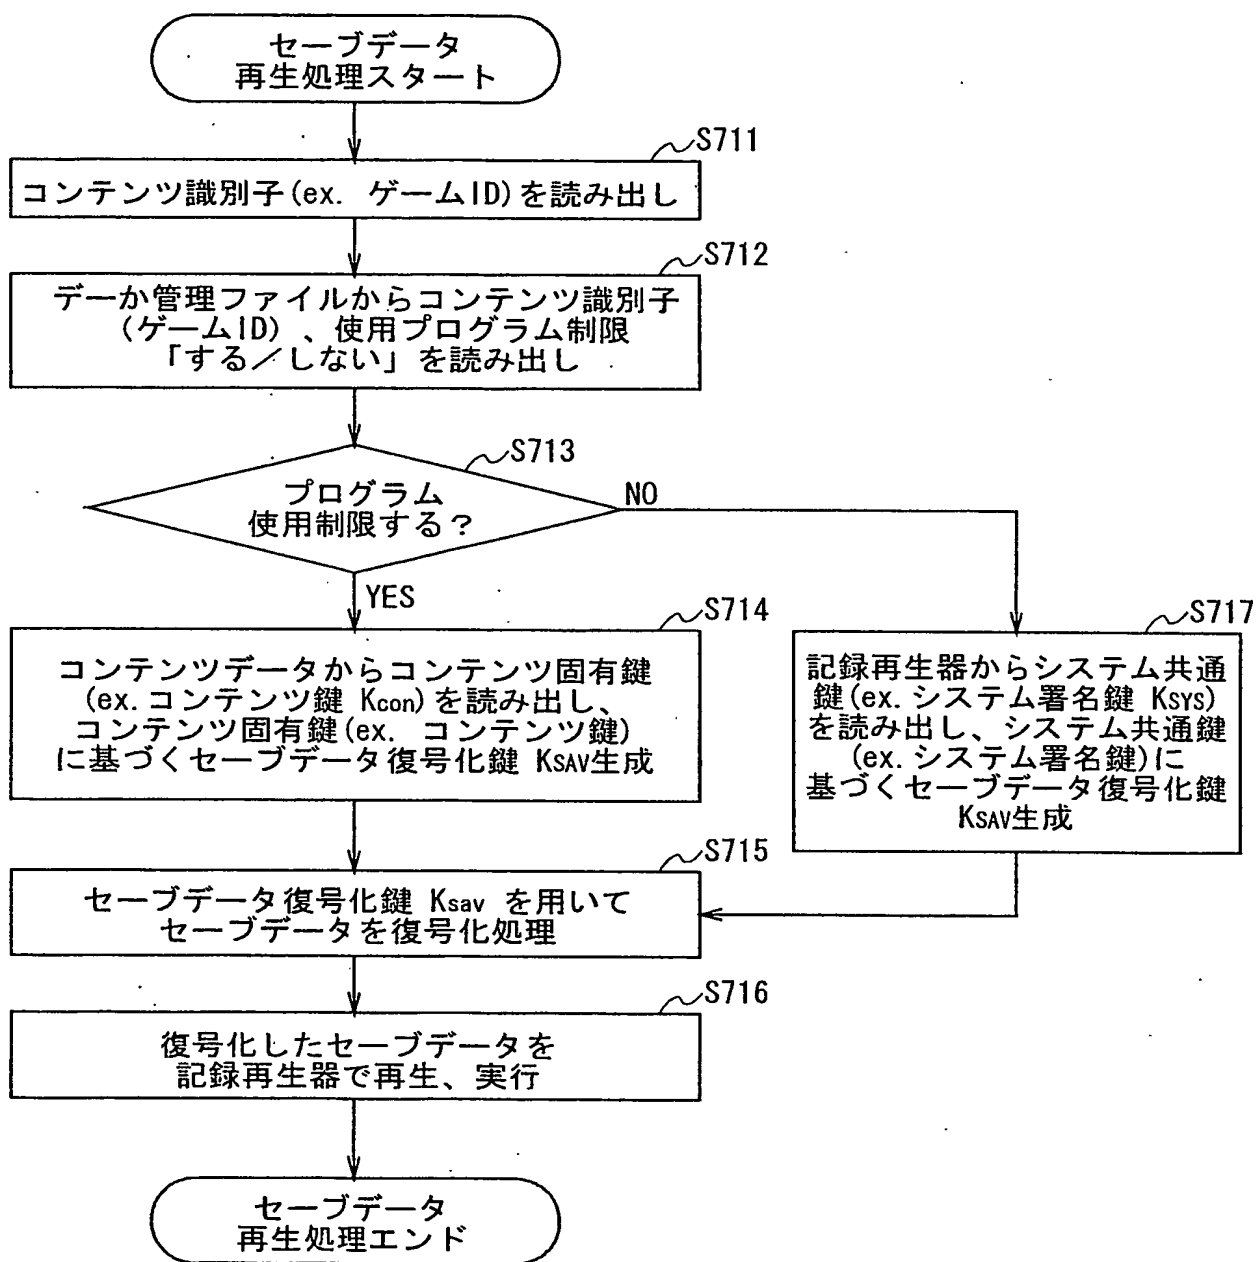 セーブデータ
再生処理スタート
S711
コンテンツ識別子(ex. ゲームID)を読み出し
S712
データ管理ファイルからコンテンツ識別子
(ゲームID)、使用プログラム制限
「する／しない」を読み出し
S713
プログラム
使用制限する?
NO
YES
S714
コンテンツデータからコンテンツ固有鍵
(ex.コンテンツ鍵 Kcon)を読み出し、
コンテンツ固有鍵(ex. コンテンツ鍵)
に基づくセーブデータ復号化鍵 KSAV生成
S717
記録再生器からシステム共通
鍵(ex.システム署名鍵 KSYS)
を読み出し、システム共通鍵
(ex.システム署名鍵)に
基づくセーブデータ復号化鍵
KSAV生成
S715
セーブデータ復号化鍵 Ksav を用いて
セーブデータを復号化処理
S716
復号化したセーブデータを
記録再生器で再生、実行
セーブデータ
再生処理エンド